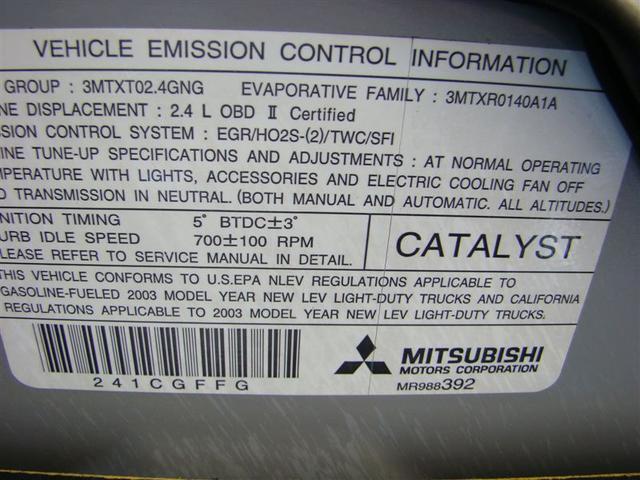 VEHICLE EMISSION CONTROL INFORMATION
GROUP : 3MTXT02.4GNG EVAPORATIVE FAMILY : 3MTXR0140A1A
NE DISPLACEMENT : 2.4 L OBD Ⅱ Certified
SSION CONTROL SYSTEM : EGR/HO2S-(2)/TWC/SFI
INE TUNE-UP SPECIFICATIONS AND ADJUSTMENTS : AT NORMAL OPERATING
MPERATURE WITH LIGHTS, ACCESSORIES AND ELECTRIC COOLING FAN OFF
D TRANSMISSION IN NEUTRAL. (BOTH MANUAL AND AUTOMATIC. ALL ALTITUDES.)
NITION TIMING 5° BTDC±3°
URB IDLE SPEED 700±100 RPM
LEASE REFER TO SERVICE MANUAL IN DETAIL.
CATALYST
THIS VEHICLE CONFORMS TO U.S.EPA NLEV REGULATIONS APPLICABLE TO
GASOLINE-FUELED 2003 MODEL YEAR NEW LEV LIGHT-DUTY TRUCKS AND CALIFORNIA
REGULATIONS APPLICABLE TO 2003 MODEL YEAR NEW LEV LIGHT-DUTY TRUCKS.
241CGFFG
MITSUBISHI
MOTORS CORPORATION
MR988392